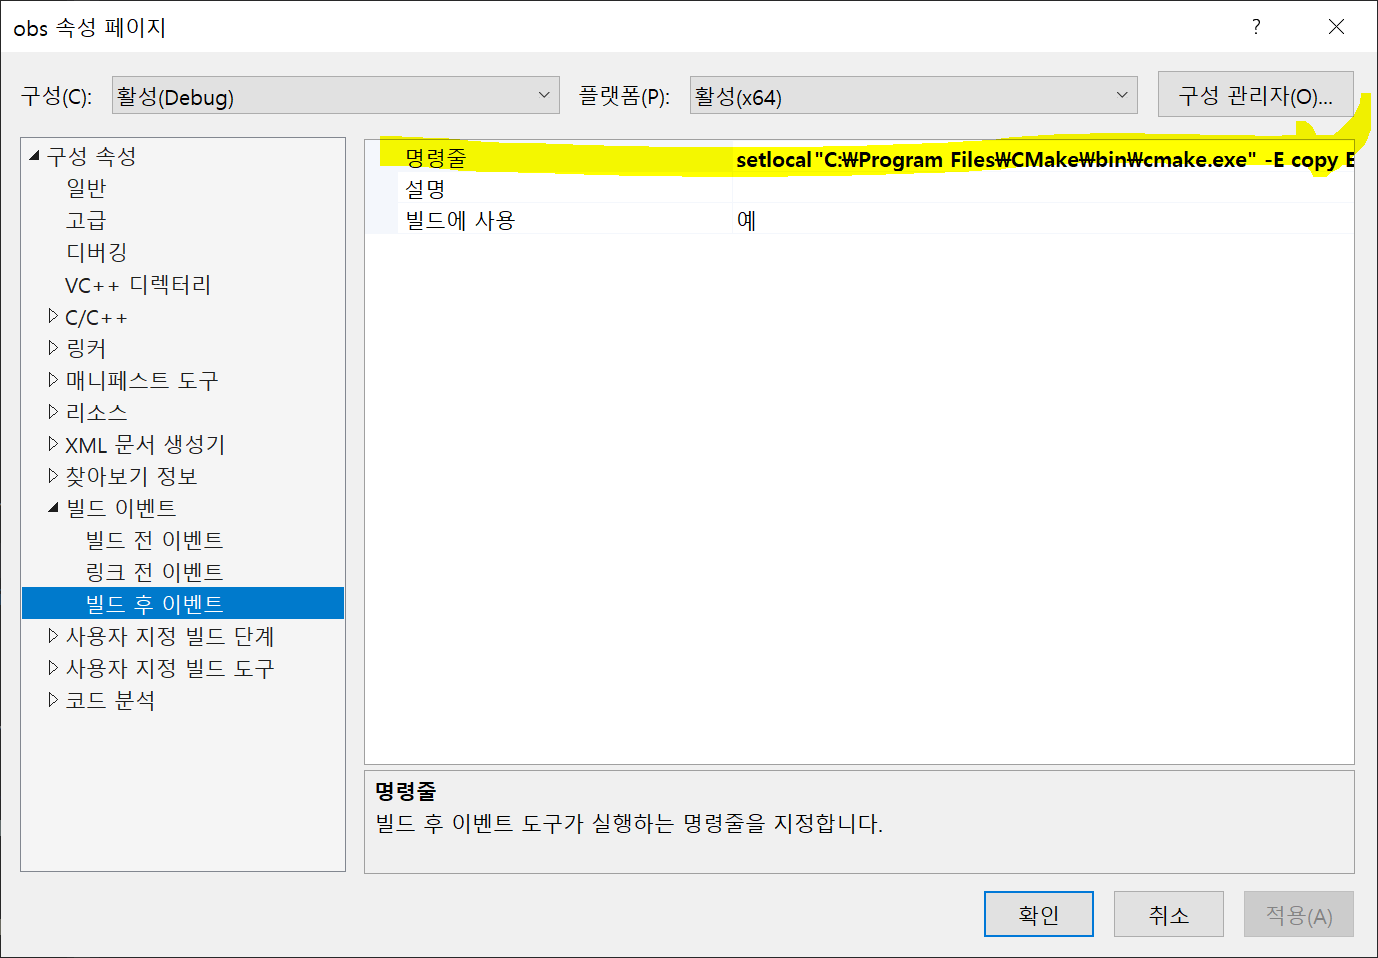 obs 속성 페이지
?
구성(C): 활성(Debug) 플랫폼(P): 활성(x64) 구성 관리자(O)...
구성 속성
일반
고급
디버깅
VC++ 디렉터리
C/C++
링커
매니페스트 도구
리소스
XML 문서 생성기
찾아보기 정보
빌드 이벤트
빌드 전 이벤트
링크 전 이벤트
빌드 후 이벤트
사용자 지정 빌드 단계
사용자 지정 빌드 도구
코드 분석
명령줄 setlocal"C:₩Program Files₩CMake₩bin₩cmake.exe" -E copy E
설명
빌드에 사용 예
명령줄
빌드 후 이벤트 도구가 실행하는 명령줄을 지정합니다.
확인 취소 적용(A)